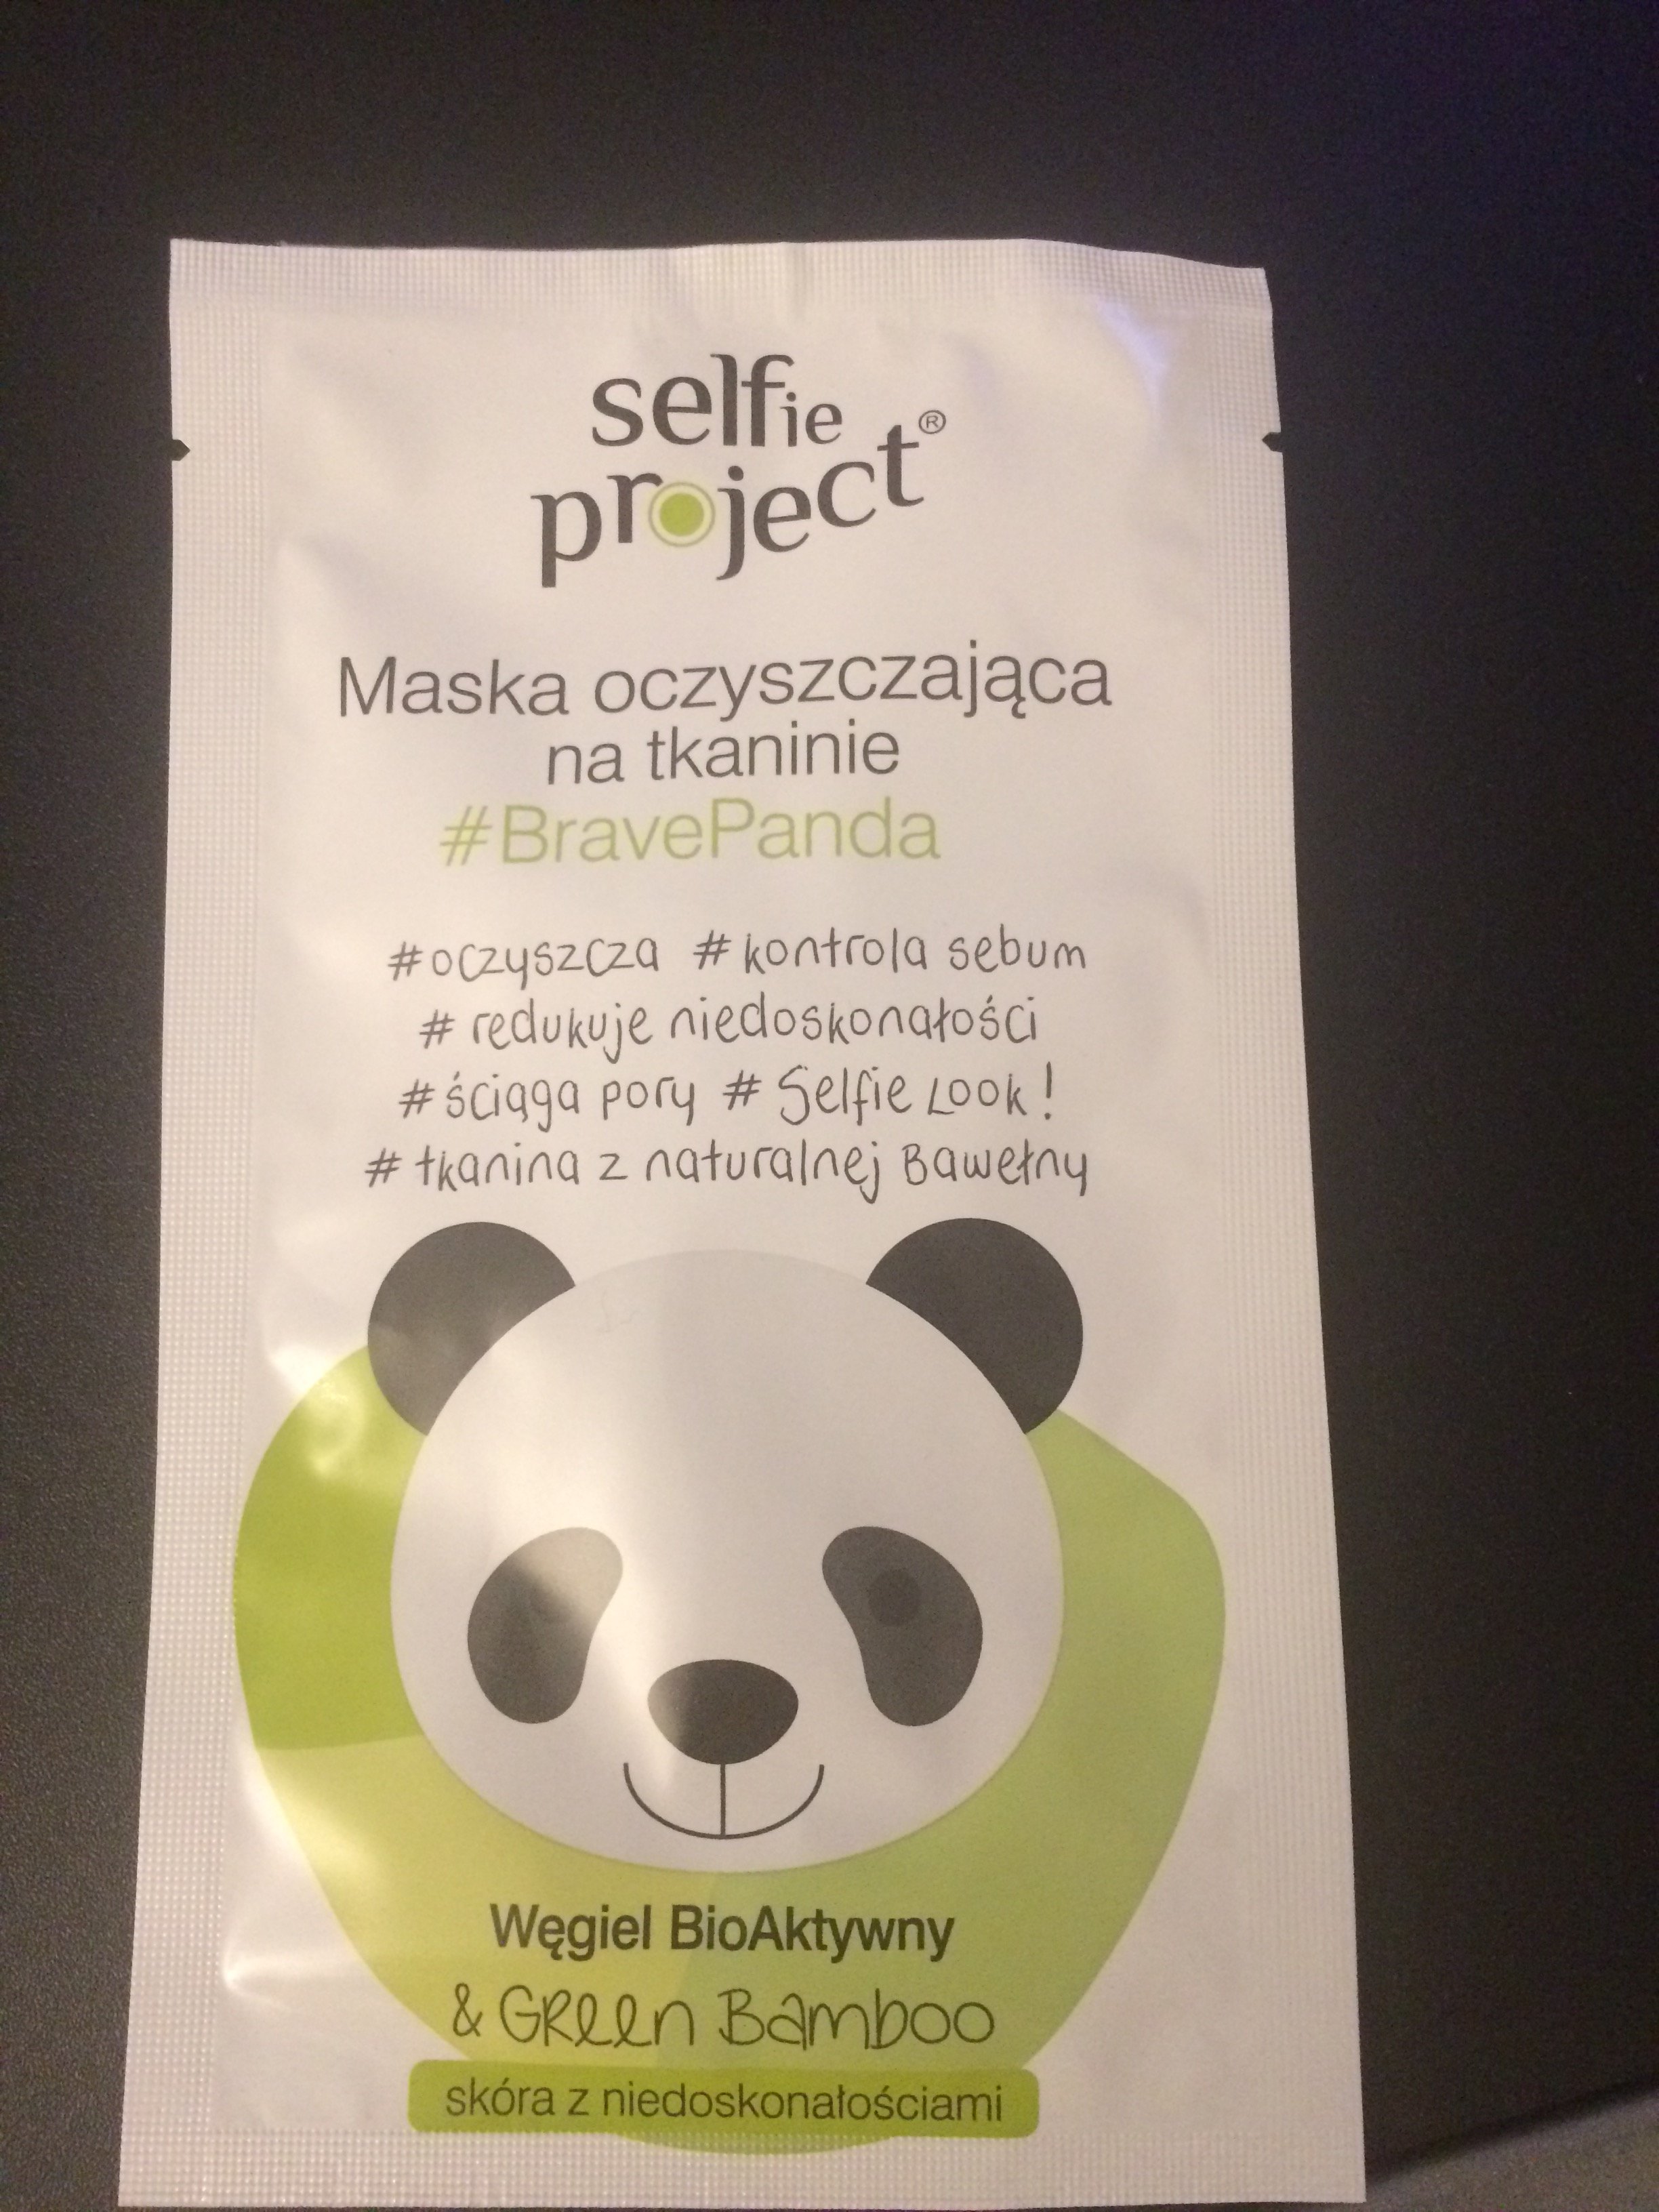 selfie
project®
Maska oczyszczająca
na tkaninie
#BravePanda
#oczyszcza # kontrola sebum
# redukuje niedoskonałości
# ściąga pory # Selfie Look!
# tkanina z naturalnej Bawełny
Węgiel BioAktywny
& Green Bamboo
skóra z niedoskonałościami